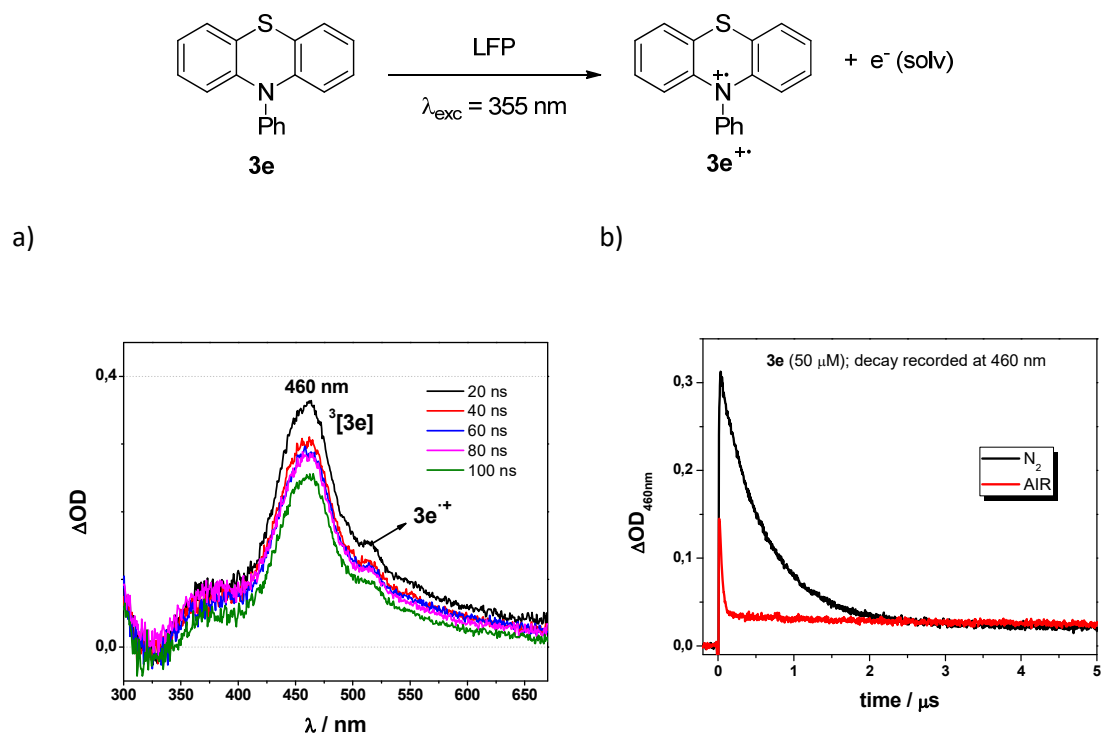 S
N
Ph
3e
LFP
λexc = 355 nm
S
N
+•
Ph
3e+•
+ e- (solv)
a)
b)
0,4
0,0
ΔOD
460 nm
3[3e]
3e·+
20 ns
40 ns
60 ns
80 ns
100 ns
300 350 400 450 500 550 600 650
λ / nm
3e (50 μM); decay recorded at 460 nm
0,3
0,2
0,1
0,0
ΔOD460nm
N2
AIR
0 1 2 3 4 5
time / μs